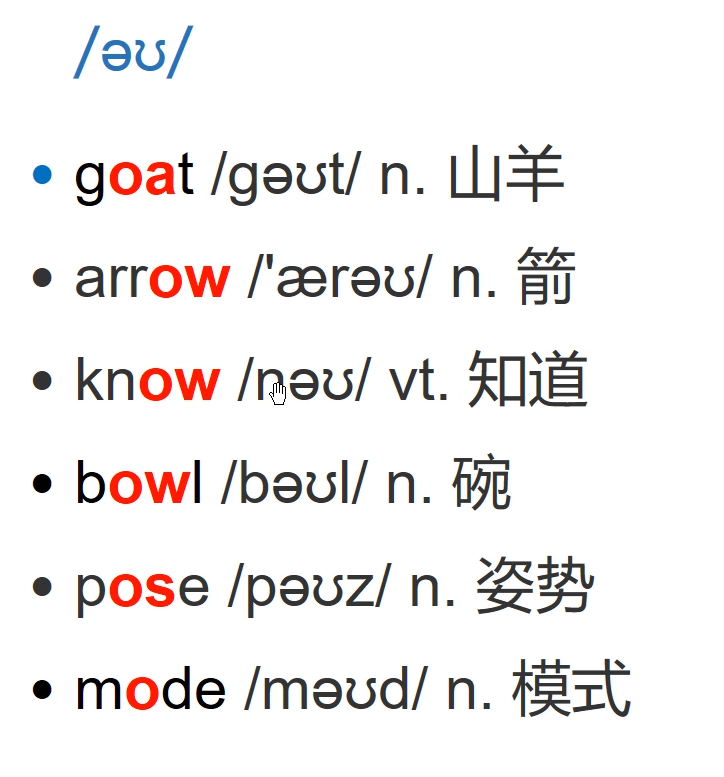 /əʊ/
• goat /gəʊt/ n. 山羊
• arrow /'ærəʊ/ n. 箭
• know /nəʊ/ vt. 知道
• bowl /bəʊl/ n. 碗
• pose /pəʊz/ n. 姿势
• mode /məʊd/ n. 模式